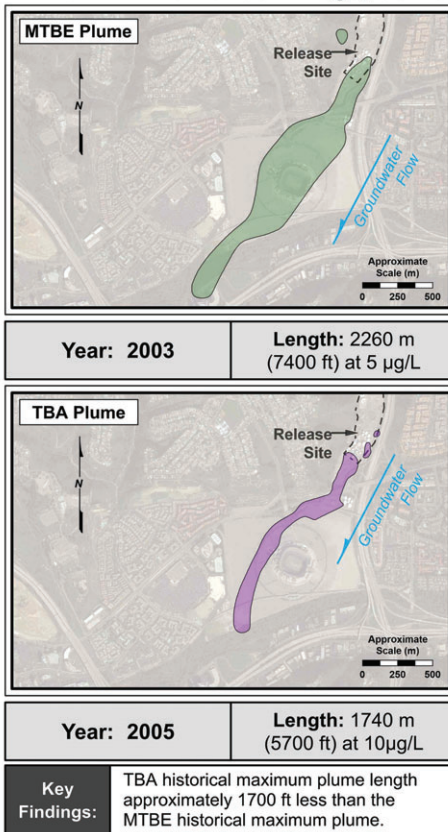 MTBE Plume
Release
Site
N
Groundwater
Flow
Approximate
Scale (m)
0 250 500
Year: 2003
Length: 2260 m
(7400 ft) at 5 µg/L
TBA Plume
Release
Site
N
Groundwater
Flow
Approximate
Scale (m)
0 250 500
Year: 2005
Length: 1740 m
(5700 ft) at 10µg/L
Key
Findings:
TBA historical maximum plume length
approximately 1700 ft less than the
MTBE historical maximum plume.